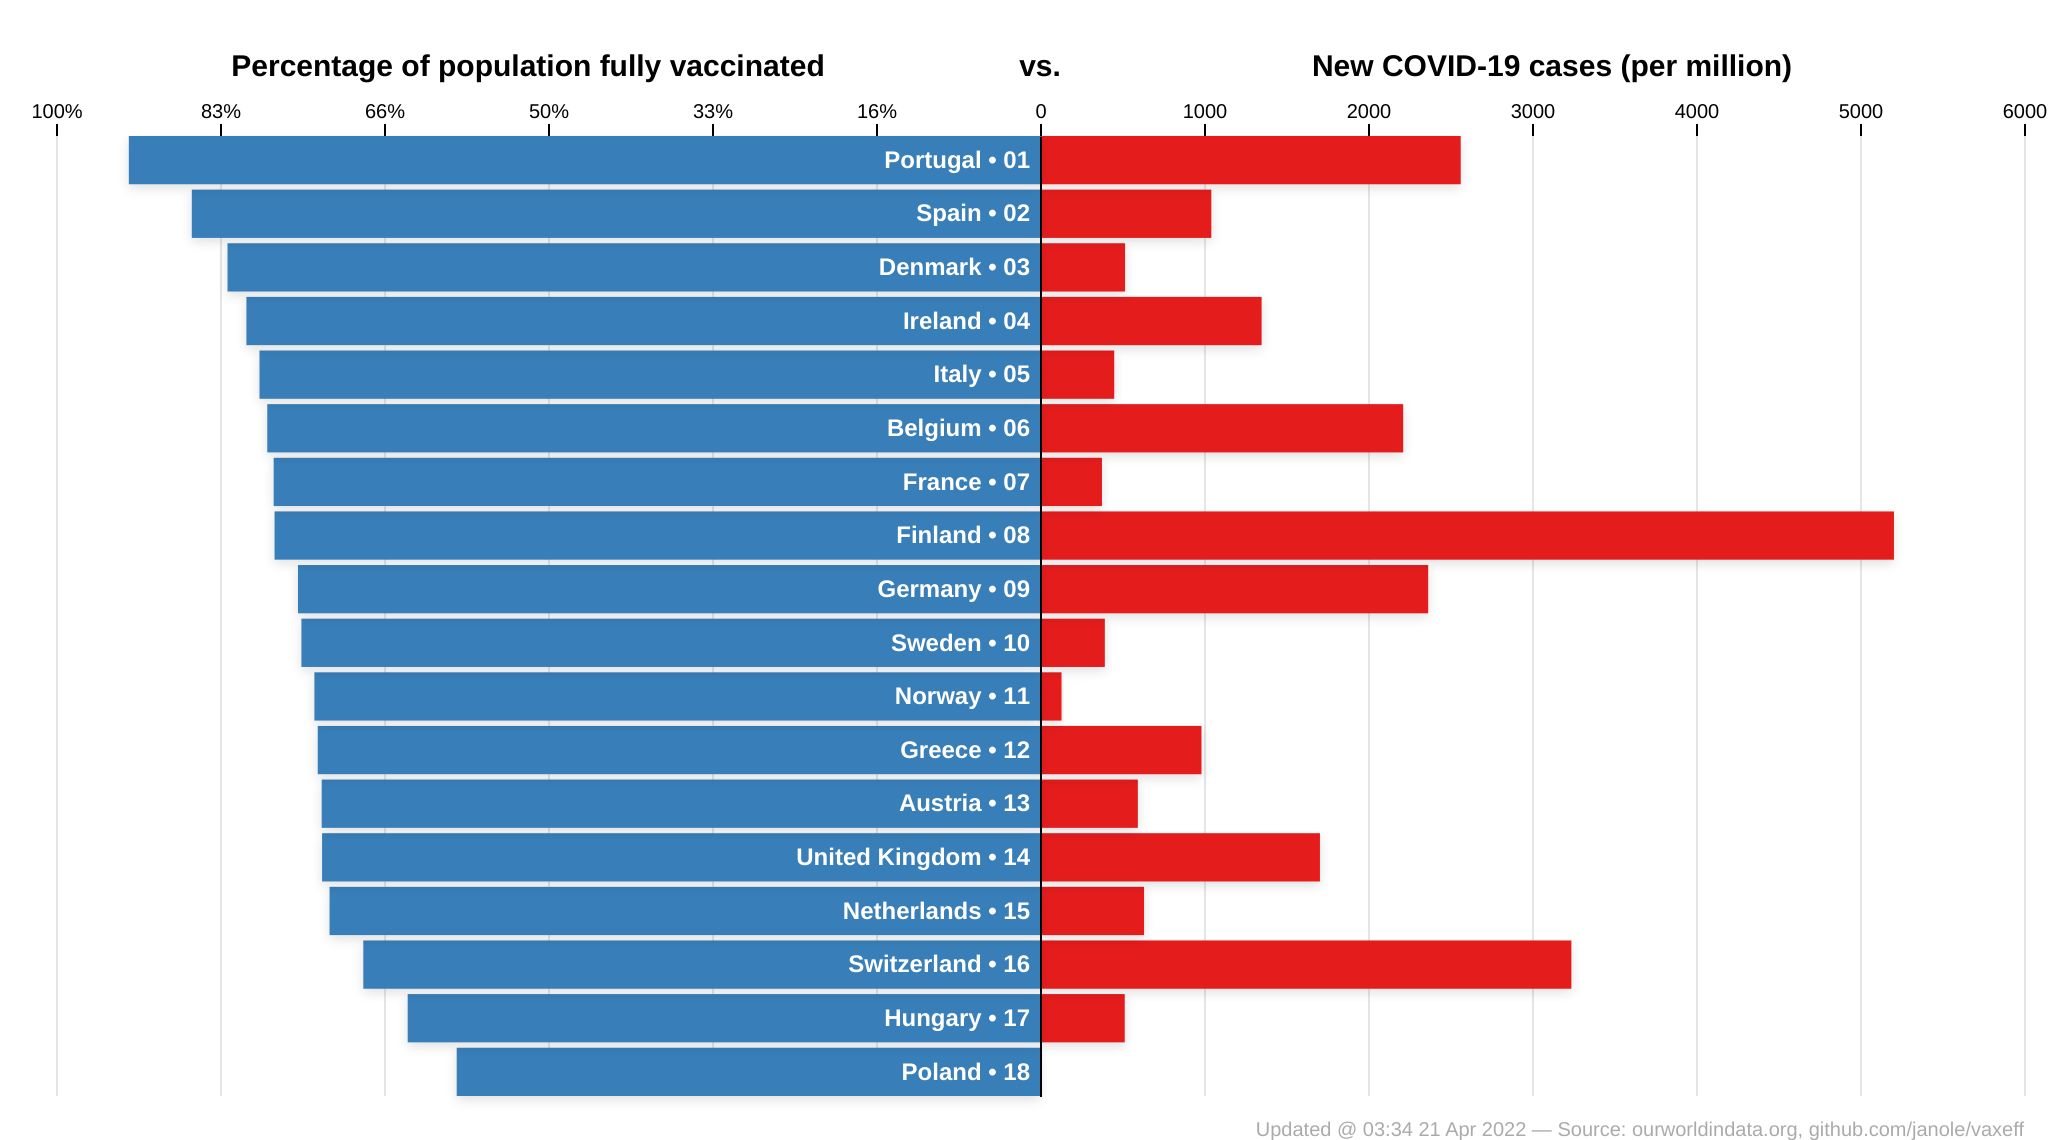 Percentage of population fully vaccinated vs. New COVID-19 cases (per million)
100% 83% 66% 50% 33% 16% 0 1000 2000 3000 4000 5000 6000
Portugal • 01
Spain • 02
Denmark • 03
Ireland • 04
Italy • 05
Belgium • 06
France • 07
Finland • 08
Germany • 09
Sweden • 10
Norway • 11
Greece • 12
Austria • 13
United Kingdom • 14
Netherlands • 15
Switzerland • 16
Hungary • 17
Poland • 18
Updated @ 03:34 21 Apr 2022 — Source: ourworldindata.org, github.com/janole/vaxeff